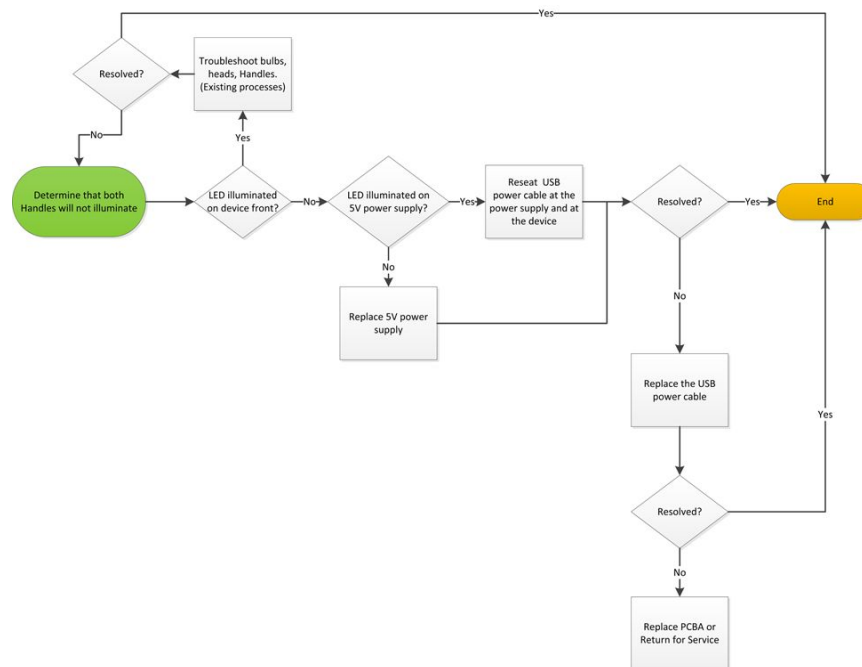 Yes
Resolved?
Troubleshoot bulbs,
heads, Handles.
(Existing processes)
No
Yes
Determine that both
Handles will not illuminate
LED illuminated
on device front?
No
LED illuminated on
5V power supply?
Yes
Reseat USB
power cable at the
power supply and at
the device
Resolved?
Yes
End
No
Replace 5V power
supply
No
Replace the USB
power cable
Yes
Resolved?
No
Replace PCBA or
Return for Service